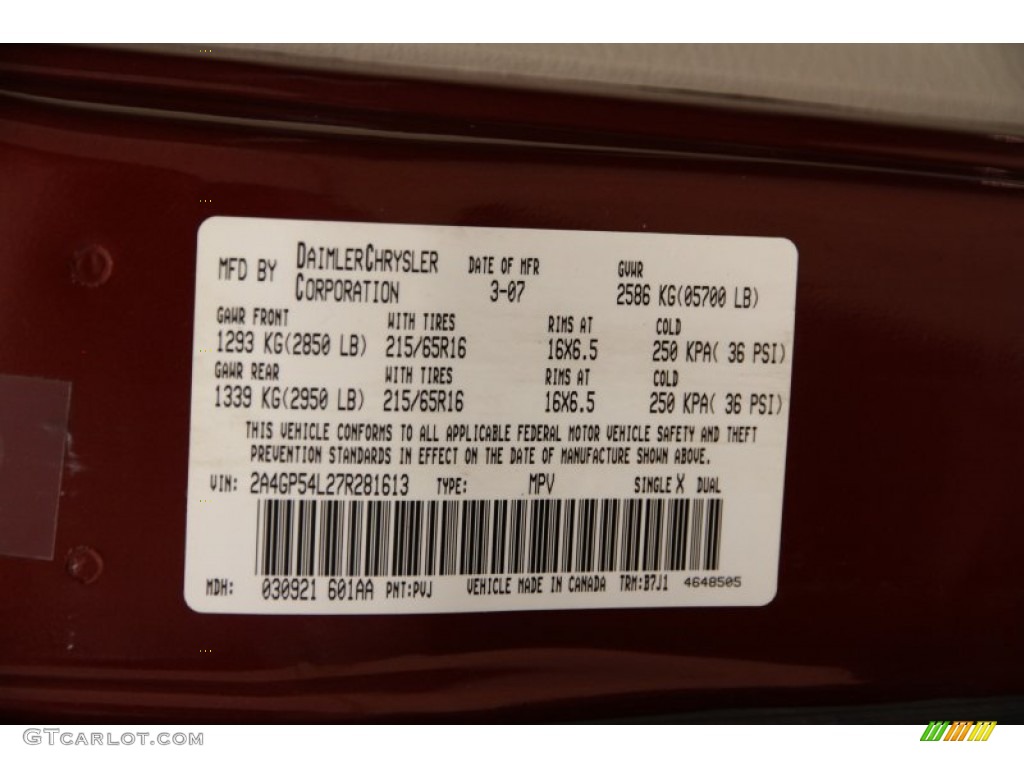 MFD BY DAIMLERCHRYSLER CORPORATION DATE OF MFR 3-07 GVWR 2586 KG(05700 LB)
GAWR FRONT WITH TIRES RIMS AT COLD
1293 KG(2850 LB) 215/65R16 16X6.5 250 KPA( 36 PSI)
GAWR REAR WITH TIRES RIMS AT COLD
1339 KG(2950 LB) 215/65R16 16X6.5 250 KPA( 36 PSI)
THIS VEHICLE CONFORMS TO ALL APPLICABLE FEDERAL MOTOR VEHICLE SAFETY AND THEFT
PREVENTION STANDARDS IN EFFECT ON THE DATE OF MANUFACTURE SHOWN ABOVE.
VIN: 2A4GP54L27R281613 TYPE: MPV SINGLE X DUAL
MDH: 030921 601AA PNT:PVJ VEHICLE MADE IN CANADA TRM:B7J1 4648505
GTCarlot.com